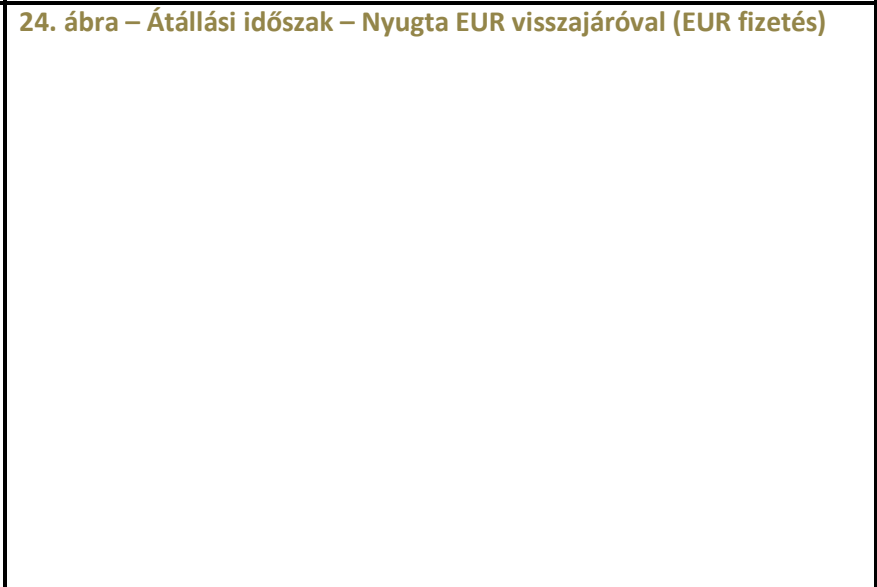 24. ábra – Átállási időszak – Nyugta EUR visszajáróval (EUR fizetés)